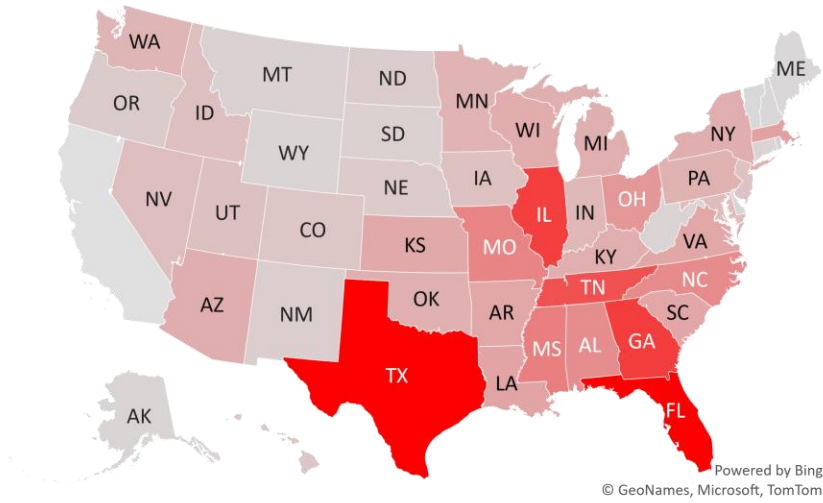 WA
MT
ND
ME
OR
ID
MN
WI
MI
NY
SD
WY
IA
PA
NE
NV
UT
CO
IL
IN
OH
KS
MO
KY
VA
AZ
NM
OK
AR
TN
NC
SC
MS
AL
GA
TX
LA
FL
AK
Powered by Bing
© GeoNames, Microsoft, TomTom